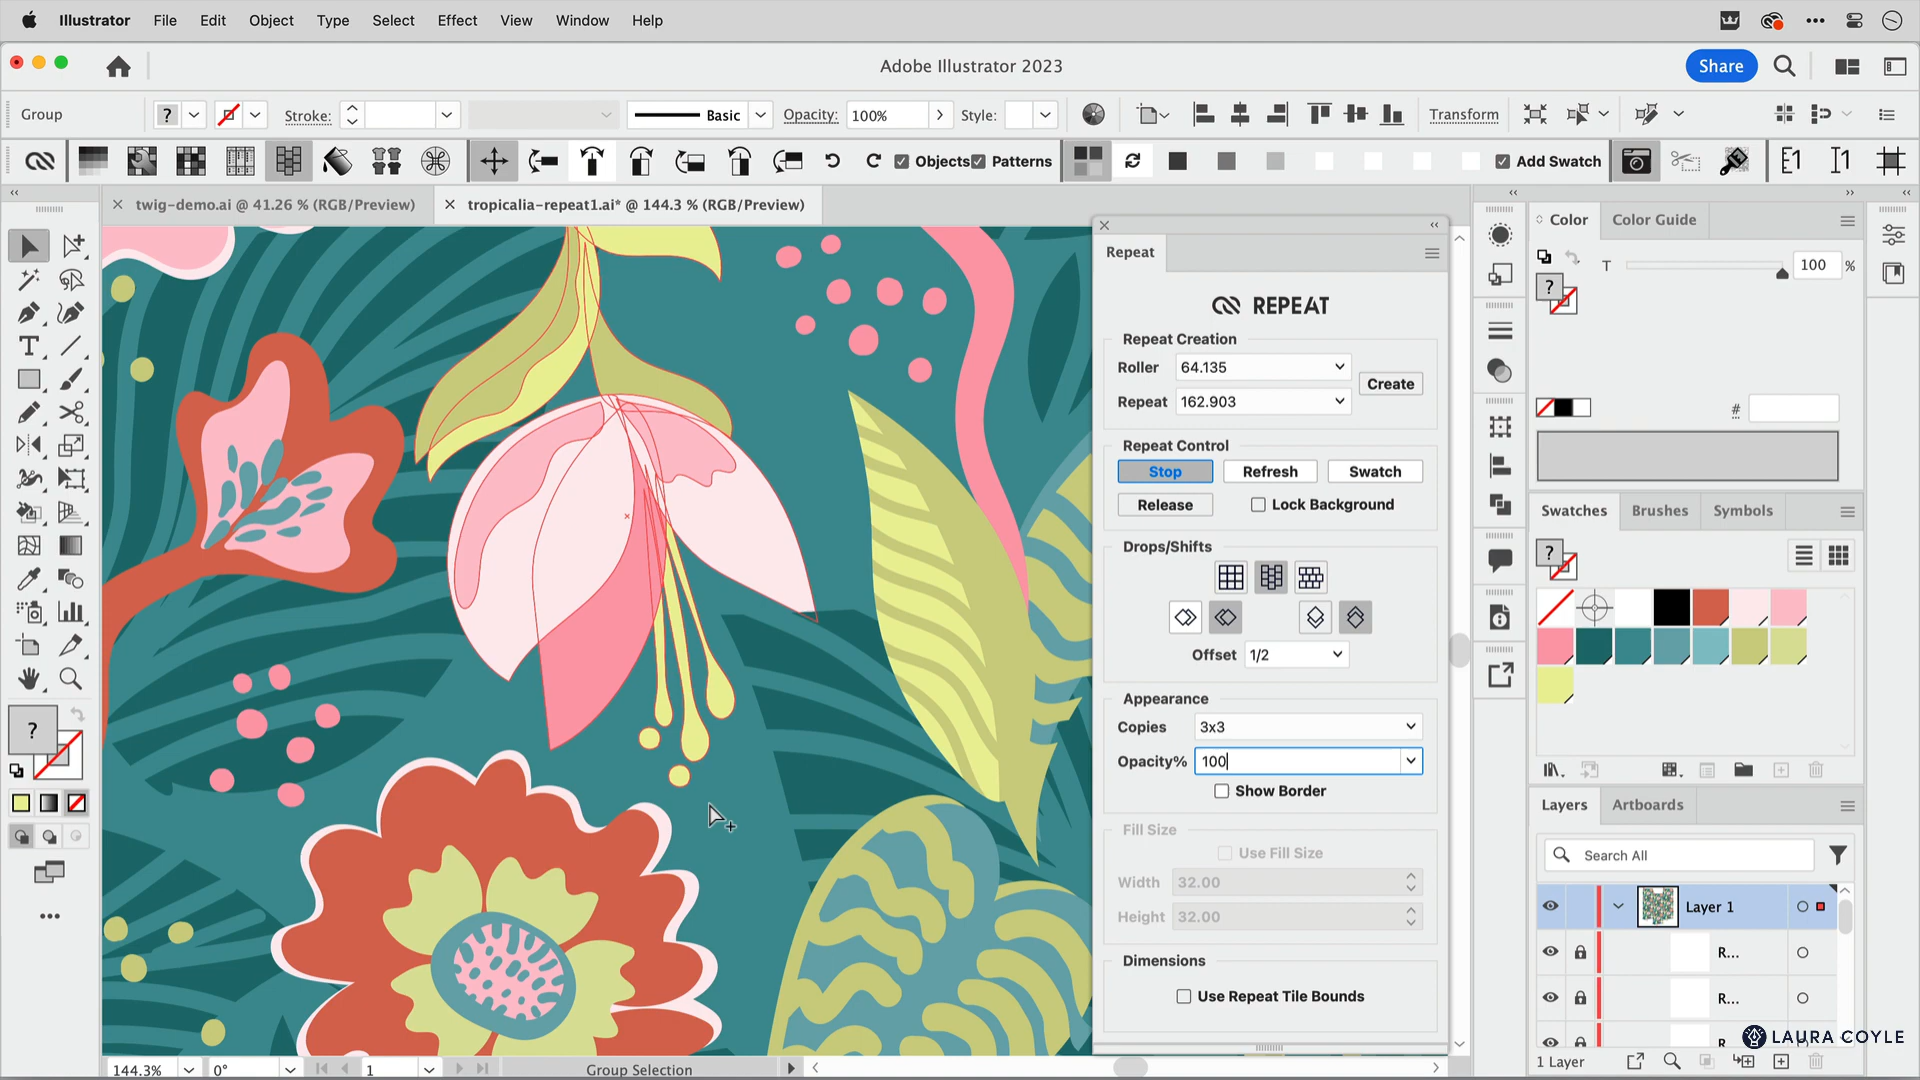 Illustrator File Edit Object Type Select Effect View Window Help
Adobe Illustrator 2023
Share
Group
?
Stroke:
Basic
Opacity: 100%
Style:
Transform
Objects Patterns
Add Swatch
twig-demo.ai @ 41.26 % (RGB/Preview)
tropicalia-repeat1.ai* @ 144.3 % (RGB/Preview)
Repeat
REPEAT
Repeat Creation
Roller 64.135
Create
Repeat 162.903
Repeat Control
Stop Refresh Swatch
Release Lock Background
Drops/Shifts
Offset 1/2
Appearance
Copies 3x3
Opacity% 100
Show Border
Fill Size
Use Fill Size
Width 32.00
Height 32.00
Dimensions
Use Repeat Tile Bounds
Color Color Guide
T 100 %
?
#
Swatches Brushes Symbols
?
Layers Artboards
Search All
Layer 1
R...
R...
R...
1 Layer
LAURA COYLE
?
144.3% 0° 1 Group Selection